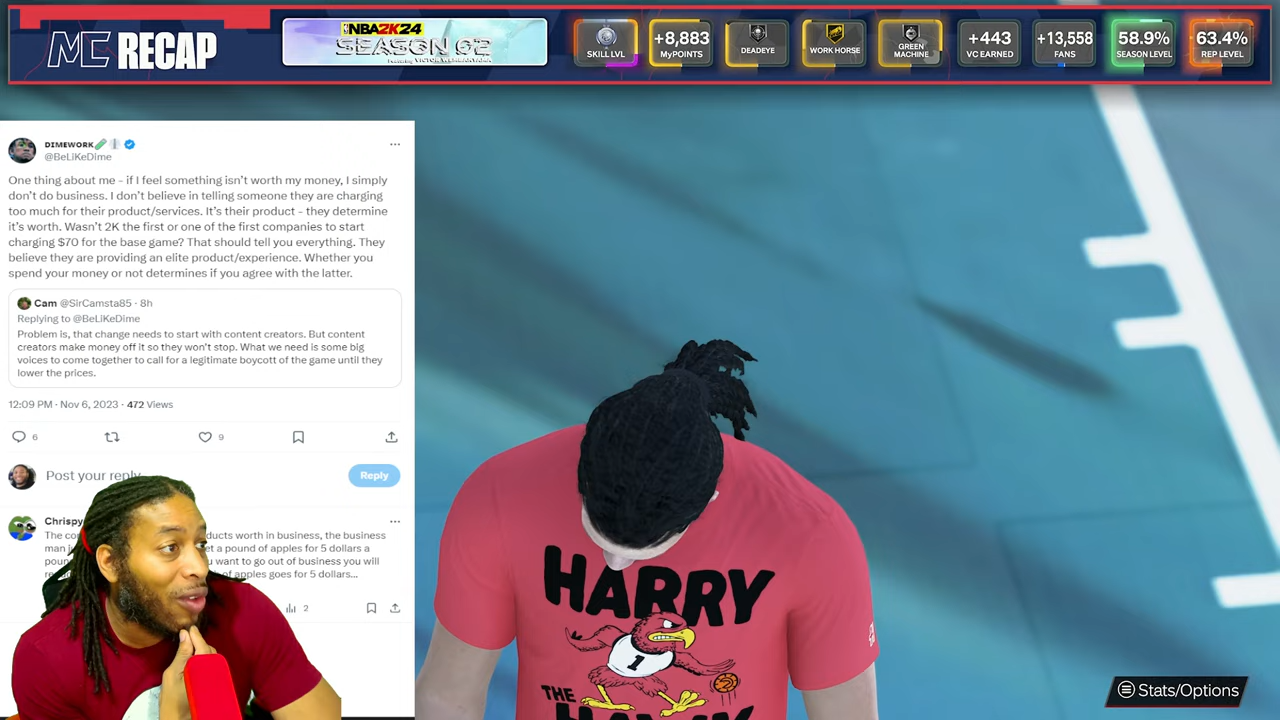 MC RECAP
NBA2K24
SEASON 02
SKILL LVL
+8,883
MyPOINTS
DEADEYE
WORK HORSE
GREEN
MACHINE
+443
VC EARNED
+13,558
FANS
58.9%
SEASON LEVEL
63.4%
REP LEVEL
DIMEWORK
@BeLiKeDime
One thing about me - if I feel something isn't worth my money, I simply
don't do business. I don't believe in telling someone they are charging
too much for their product/services. It's their product - they determine
it's worth. Wasn't 2K the first or one of the first companies to start
charging $70 for the base game? That should tell you everything. They
believe they are providing an elite product/experience. Whether you
spend your money or not determines if you agree with the latter.
Cam @SirCamsta85 · 8h
Replying to @BeLiKeDime
Problem is, that change needs to start with content creators. But content
creators make money off it so they won't stop. What we need is some big
voices to come together to call for a legitimate boycott of the game until they
lower the prices.
12:09 PM · Nov 6, 2023 · 472 Views
6
9
Post your reply
Reply
Chrispy
The business, the business
man a pound of apples for 5 dollars a
want to go out of business you will
of apples goes for 5 dollars...
2
HARRY
1
THE
HAWK
Stats/Options